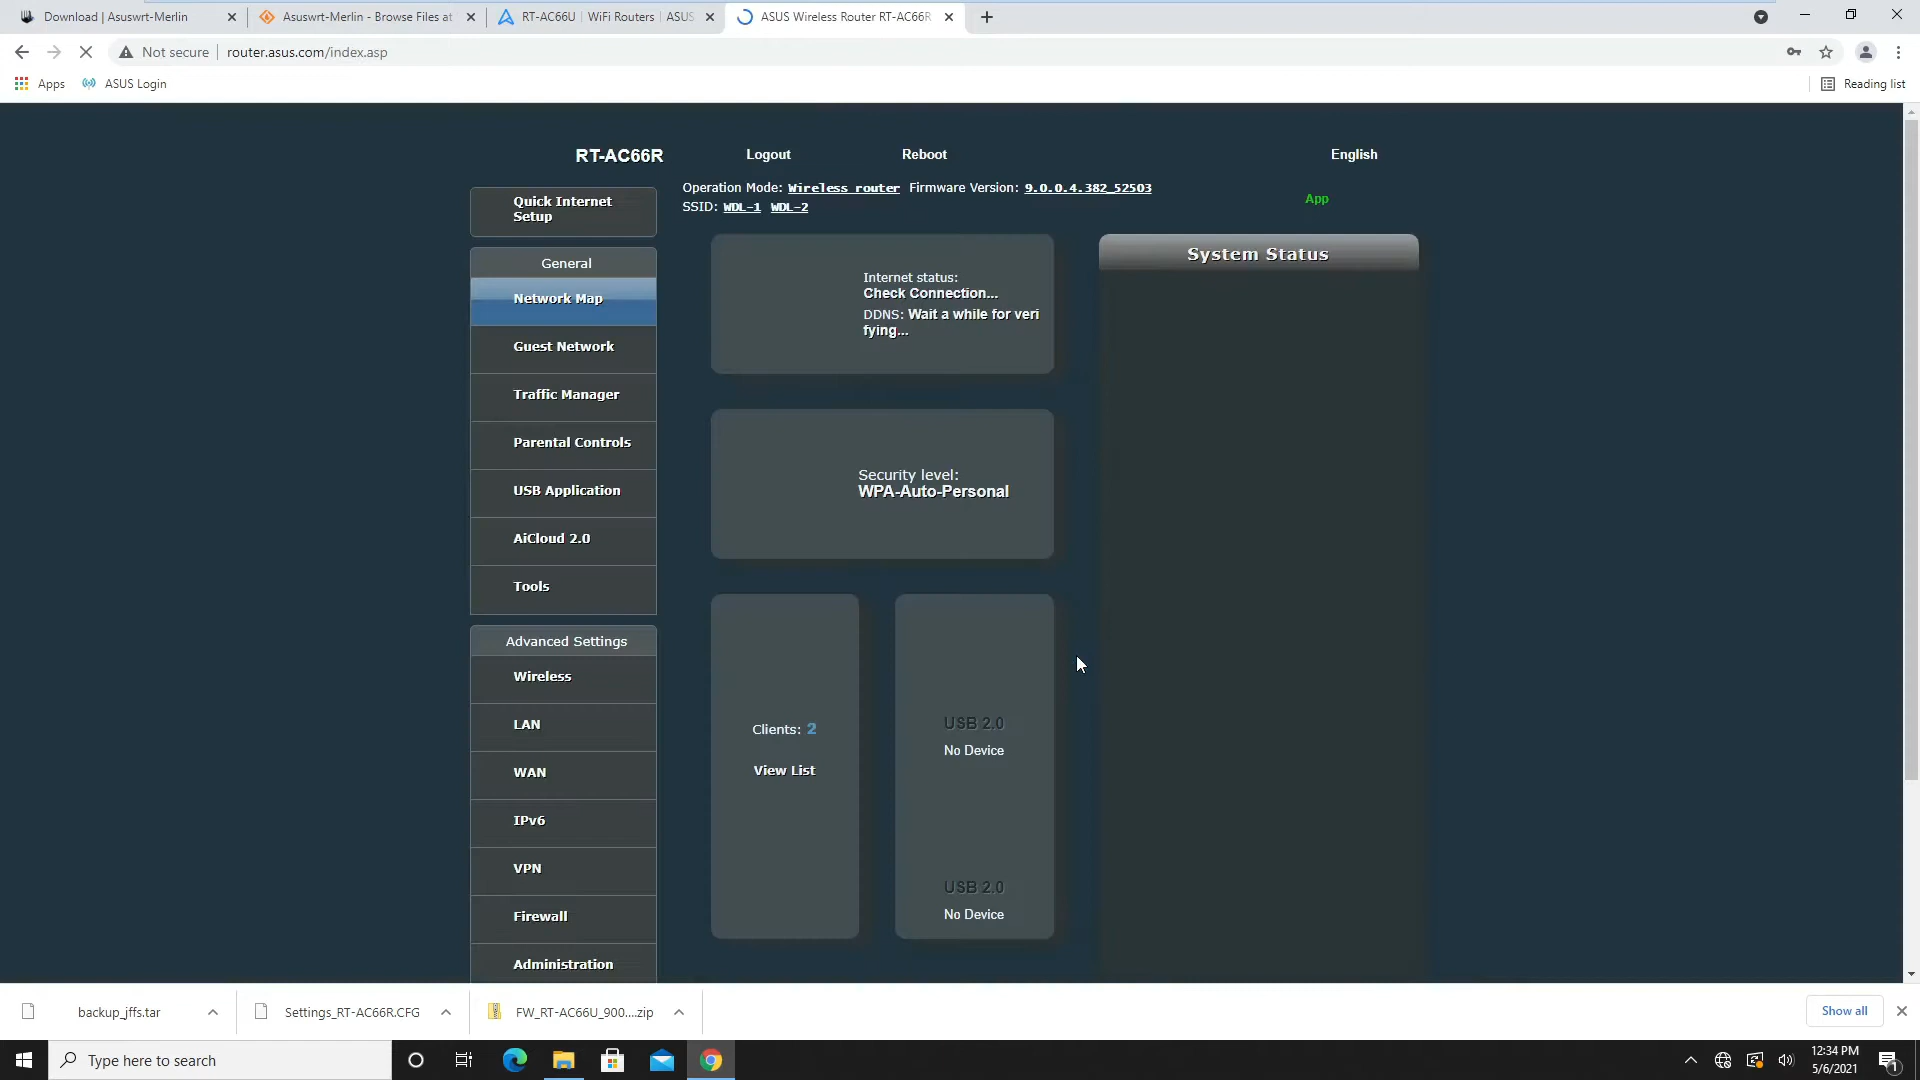 Download | Asuswrt-Merlin
Asuswrt-Merlin - Browse Files at
RT-AC66U | WiFi Routers | ASUS
ASUS Wireless Router RT-AC66R
Not secure
router.asus.com/index.asp
Apps
ASUS Login
Reading list
RT-AC66R
Logout
Reboot
English
Operation Mode: Wireless router Firmware Version: 9.0.0.4.382_52503
SSID: WDL-1 WDL-2
App
Quick Internet
Setup
General
Network Map
Guest Network
Traffic Manager
Parental Controls
USB Application
AiCloud 2.0
Tools
Advanced Settings
Wireless
LAN
WAN
IPv6
VPN
Firewall
Administration
Internet status:
Check Connection...
DDNS: Wait a while for veri
fying...
Security level:
WPA-Auto-Personal
Clients: 2
View List
USB 2.0
No Device
USB 2.0
No Device
System Status
backup_jffs.tar
Settings_RT-AC66R.CFG
FW_RT-AC66U_900....zip
Show all
Type here to search
12:34 PM
5/6/2021
1